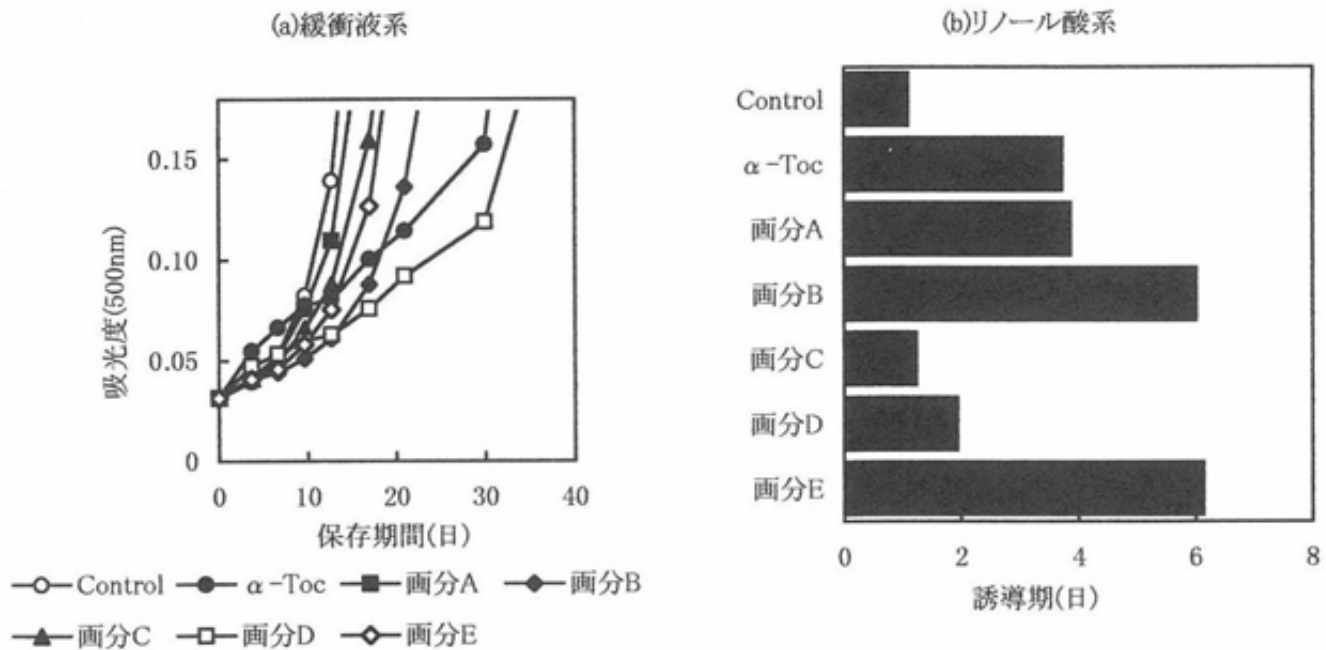 (a)緩衝液系
吸光度(500nm)
0.15
0.10
0.05
0
0 10 20 30 40
保存期間(日)
Control α-Toc 画分A 画分B
画分C 画分D 画分E
(b)リノール酸系
Control
α-Toc
画分A
画分B
画分C
画分D
画分E
0 2 4 6 8
誘導期(日)